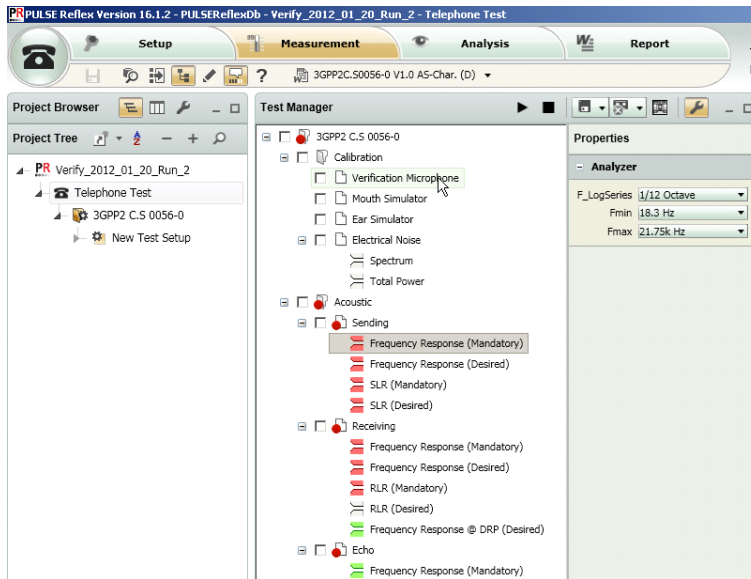 PULSE Reflex Version 16.1.2 - PULSEReflexDb - Verify_2012_01_20_Run_2 - Telephone Test
Setup
Measurement
Analysis
Report
? 3GPP2C.S0056-0 V1.0 AS-Char. (D)
Project Browser
Project Tree
PR Verify_2012_01_20_Run_2
Telephone Test
3GPP2 C.S 0056-0
New Test Setup
Test Manager
3GPP2 C.S 0056-0
Calibration
Verification Microphone
Mouth Simulator
Ear Simulator
Electrical Noise
Spectrum
Total Power
Acoustic
Sending
Frequency Response (Mandatory)
Frequency Response (Desired)
SLR (Mandatory)
SLR (Desired)
Receiving
Frequency Response (Mandatory)
Frequency Response (Desired)
RLR (Mandatory)
RLR (Desired)
Frequency Response @ DRP (Desired)
Echo
Frequency Response (Mandatory)
Properties
Analyzer
F_LogSeries 1/12 Octave
Fmin 18.3 Hz
Fmax 21.75k Hz